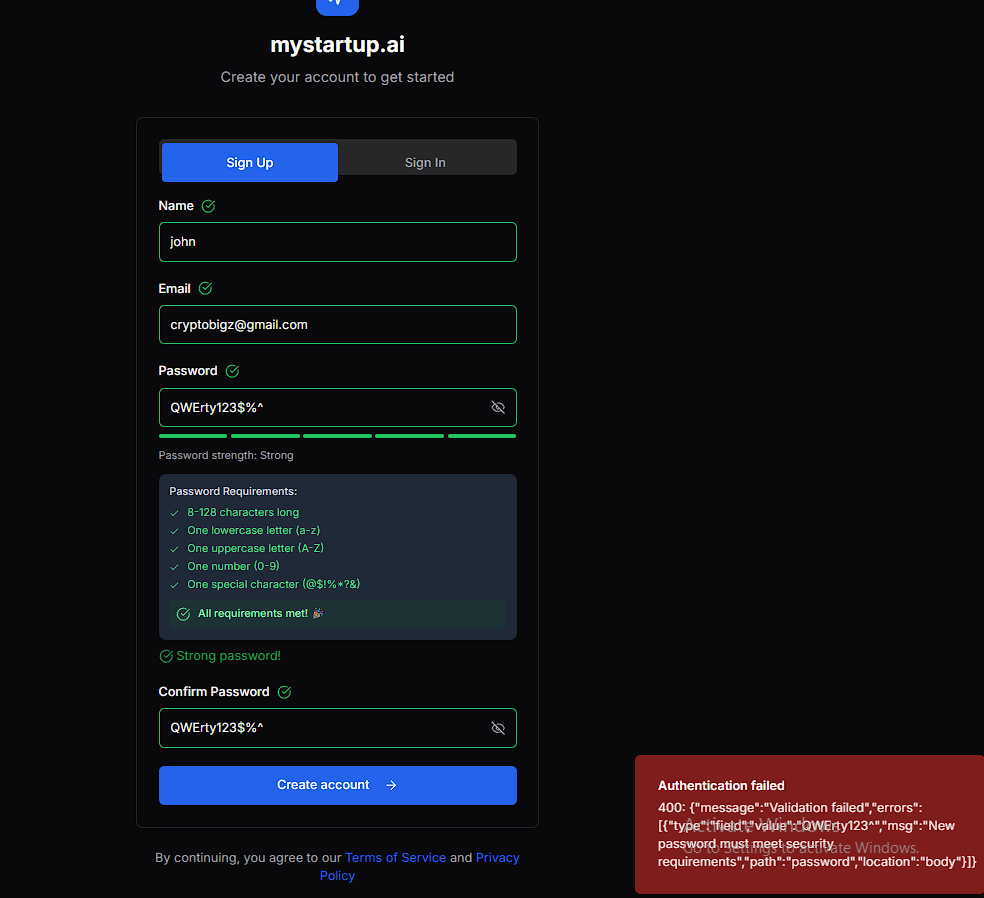 mystartup.ai
Create your account to get started
Sign Up
Sign In
Name
john
Email
cryptobigz@gmail.com
Password
QWErty123$%^
Password strength: Strong
Password Requirements:
8-128 characters long
One lowercase letter (a-z)
One uppercase letter (A-Z)
One number (0-9)
One special character (@$!%*?&)
All requirements met! 🎉
Strong password!
Confirm Password
QWErty123$%^
Create account →
By continuing, you agree to our Terms of Service and Privacy
Policy
Authentication failed
400: {"message":"Validation failed","errors":
[{"type":"field","value":"QWErty123^","msg":"New
password must meet security
requirements","path":"password","location":"body"}]}
Activate Windows
Go to Settings to activate Windows.